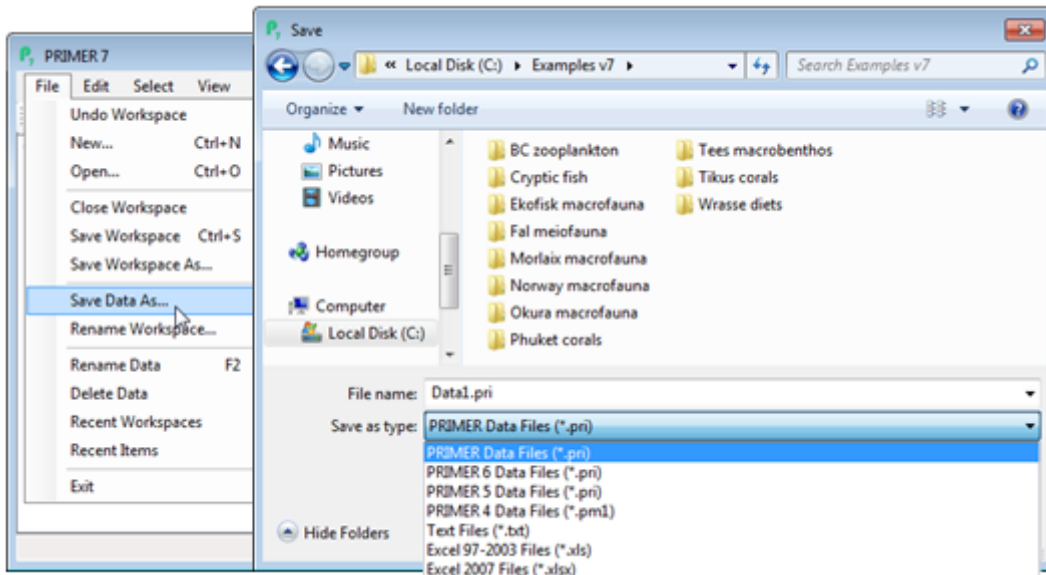 PRIMER 7
File Edit Select View
Undo Workspace
New... Ctrl+N
Open... Ctrl+O
Close Workspace
Save Workspace Ctrl+S
Save Workspace As...
Save Data As...
Rename Workspace...
Rename Data F2
Delete Data
Recent Workspaces
Recent Items
Exit
Save
« Local Disk (C:) Examples v7
Search Examples v7
Organize New folder
Music
Pictures
Videos
Homegroup
Computer
Local Disk (C:)
BC zooplankton
Cryptic fish
Ekofisk macrofauna
Fal meiofauna
Morlaix macrofauna
Norway macrofauna
Okura macrofauna
Phuket corals
Tees macrobenthos
Tikus corals
Wrasse diets
File name: Data1.pri
Save as type: PRIMER Data Files (*.pri)
PRIMER Data Files (*.pri)
PRIMER 6 Data Files (*.pri)
PRIMER 5 Data Files (*.pri)
PRIMER 4 Data Files (*.pm1)
Text Files (*.txt)
Excel 97-2003 Files (*.xls)
Excel 2007 Files (*.xlsx)
Hide Folders